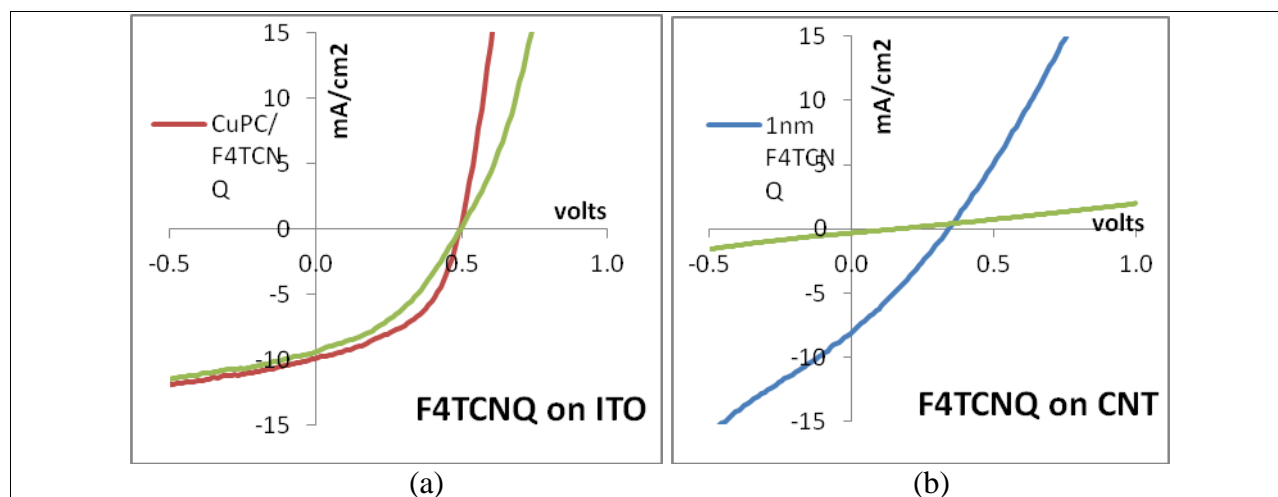 15
10
5
0
-5
-10
-15
-0.5
0.0
0.5
1.0
mA/cm2
volts
CuPC/
F4TCN
Q
F4TCNQ on ITO
(a)
15
10
5
0
-5
-10
-15
-0.5
0.0
0.5
1.0
mA/cm2
volts
1nm
F4TCN
Q
F4TCNQ on CNT
(b)